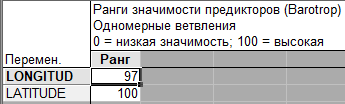 Ранги значимости предикторов (Barotrop)
Одномерные ветвления
0 = низкая значимость; 100 = высокая
Перемен. Ранг
LONGITUD 97
LATITUDE 100